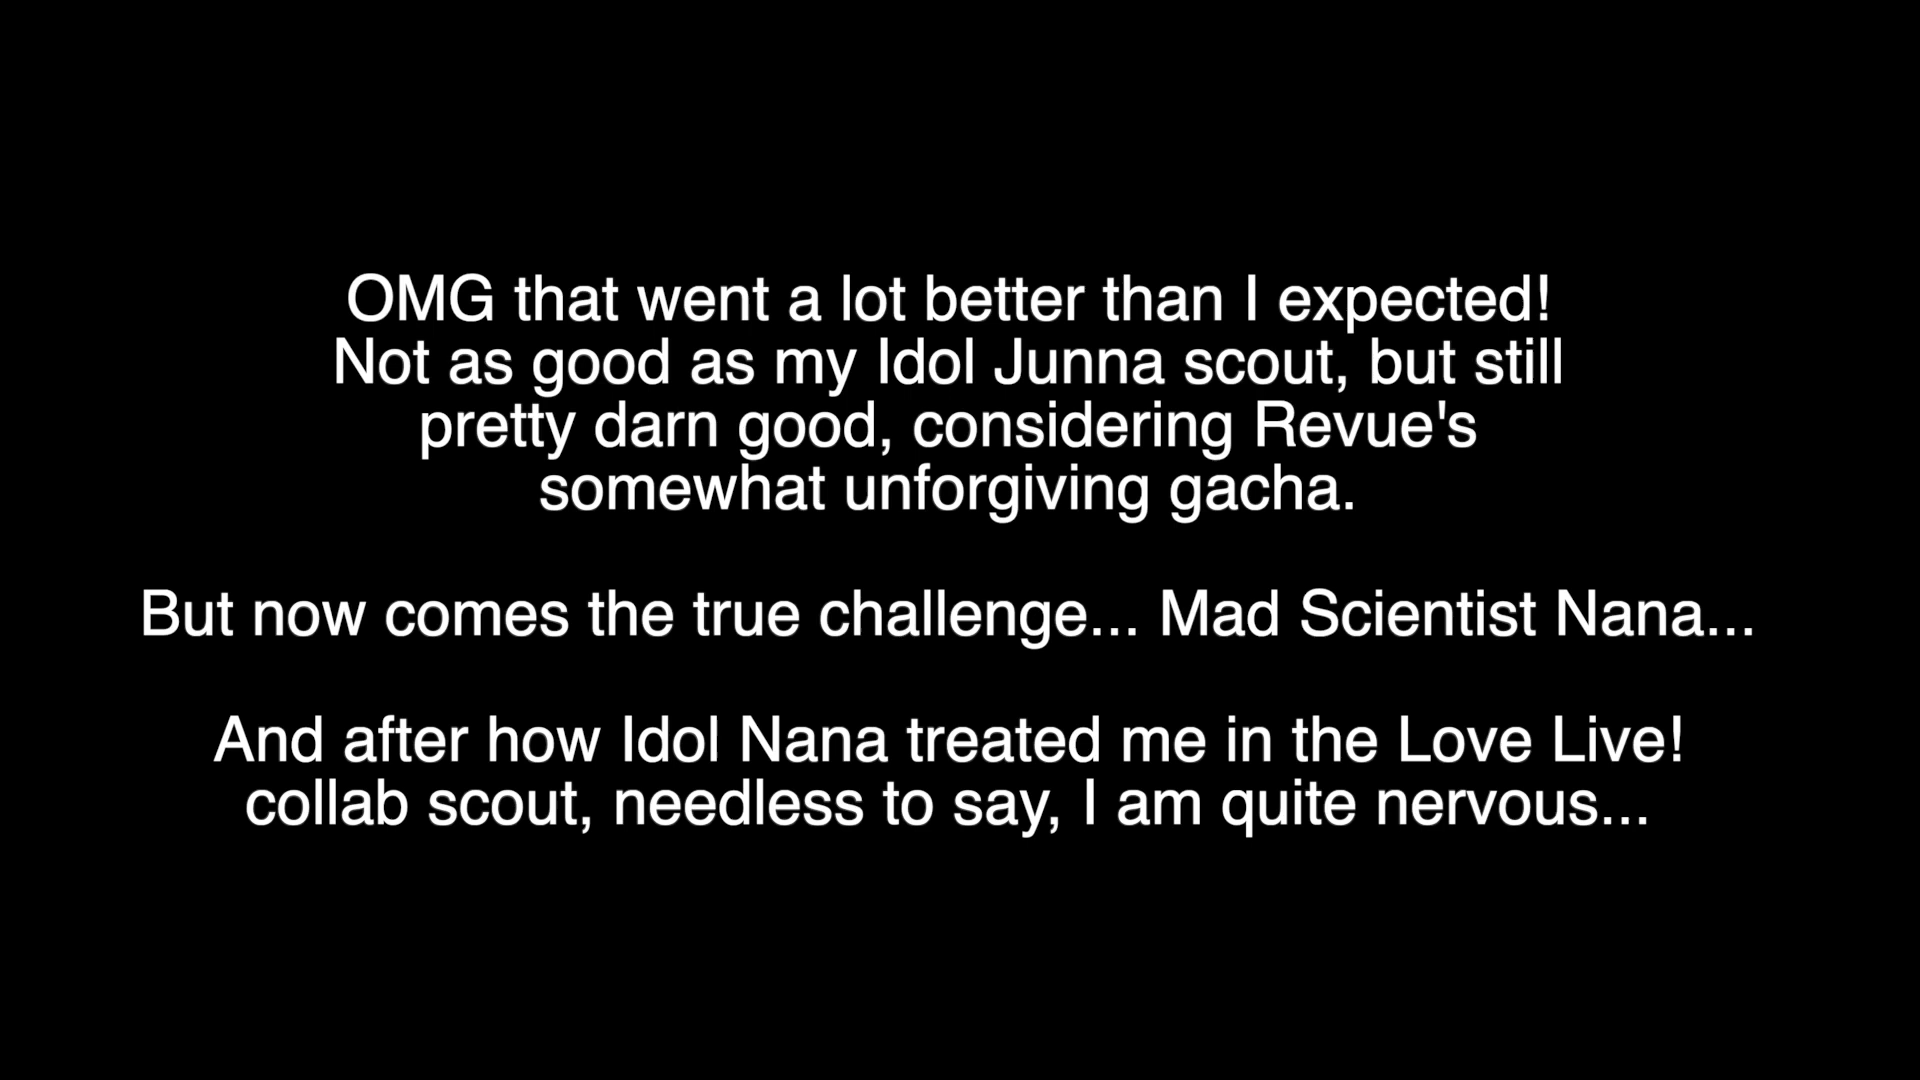 OMG that went a lot better than I expected!
Not as good as my Idol Junna scout, but still
pretty darn good, considering Revue's
somewhat unforgiving gacha.
But now comes the true challenge... Mad Scientist Nana...
And after how Idol Nana treated me in the Love Live!
collab scout, needless to say, I am quite nervous...